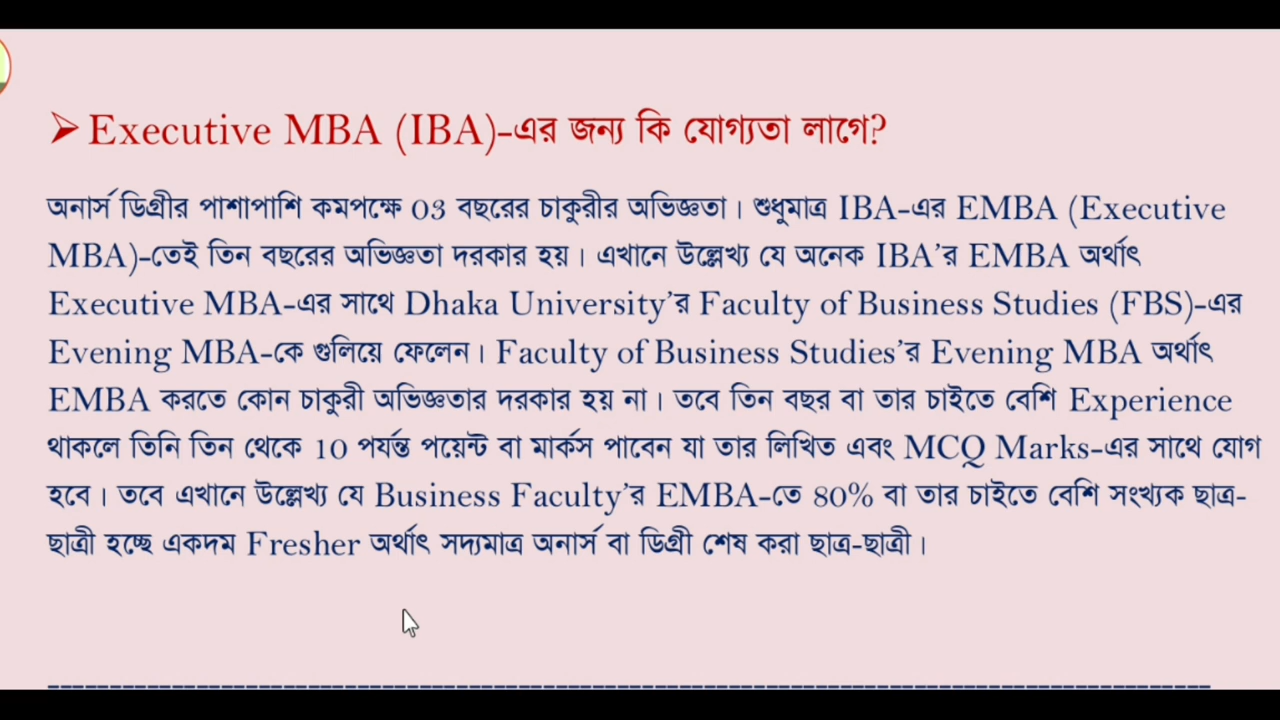 ➢ Executive MBA (IBA)-এর জন্য কি যোগ্যতা লাগে?
অনার্স ডিগ্রীর পাশাপাশি কমপক্ষে 03 বছরের চাকুরীর অভিজ্ঞতা। শুধুমাত্র IBA-এর EMBA (Executive
MBA)-তেই তিন বছরের অভিজ্ঞতা দরকার হয়। এখানে উল্লেখ্য যে অনেক IBA’র EMBA অর্থাৎ
Executive MBA-এর সাথে Dhaka University’র Faculty of Business Studies (FBS)-এর
Evening MBA-কে গুলিয়ে ফেলেন। Faculty of Business Studies’র Evening MBA অর্থাৎ
EMBA করতে কোন চাকুরী অভিজ্ঞতার দরকার হয় না। তবে তিন বছর বা তার চাইতে বেশি Experience
থাকলে তিনি তিন থেকে 10 পর্যন্ত পয়েন্ট বা মার্কস পাবেন যা তার লিখিত এবং MCQ Marks-এর সাথে যোগ
হবে। তবে এখানে উল্লেখ্য যে Business Faculty’র EMBA-তে 80% বা তার চাইতে বেশি সংখ্যক ছাত্র-
ছাত্রী হচ্ছে একদম Fresher অর্থাৎ সদ্যমাত্র অনার্স বা ডিগ্রী শেষ করা ছাত্র-ছাত্রী।